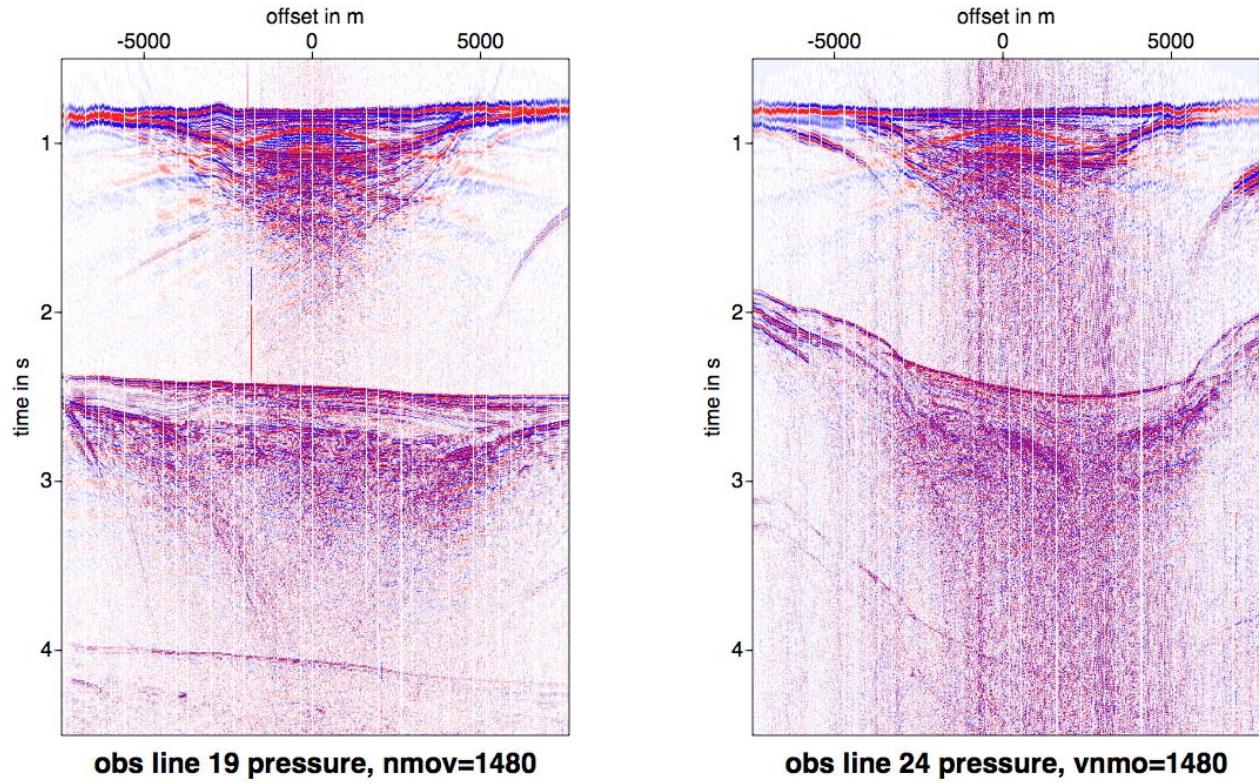 offset in m
-5000 0 5000
time in s
1
2
3
4
obs line 19 pressure, nmov=1480
offset in m
-5000 0 5000
time in s
1
2
3
4
obs line 24 pressure, vnmo=1480